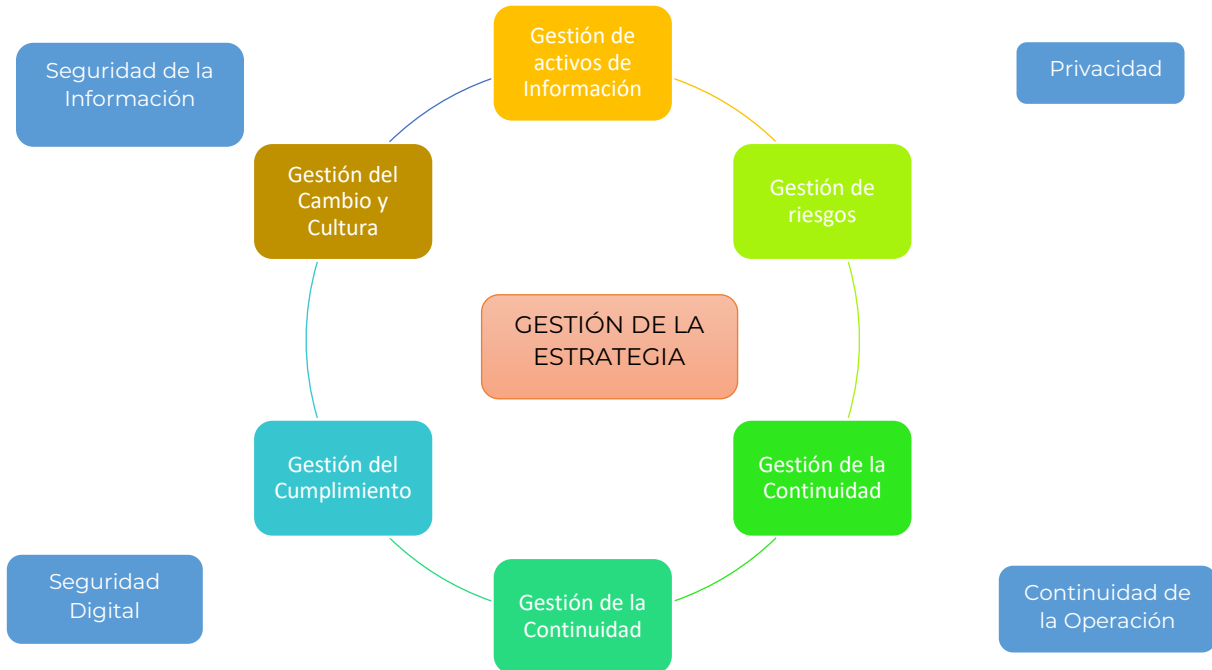 Gestión de
activos de
Información
Seguridad de la
Información
Privacidad
Gestión del
Cambio y
Cultura
Gestión de
riesgos
GESTIÓN DE LA
ESTRATEGIA
Gestión del
Cumplimiento
Gestión de la
Continuidad
Seguridad
Digital
Gestión de la
Continuidad
Continuidad de
la Operación